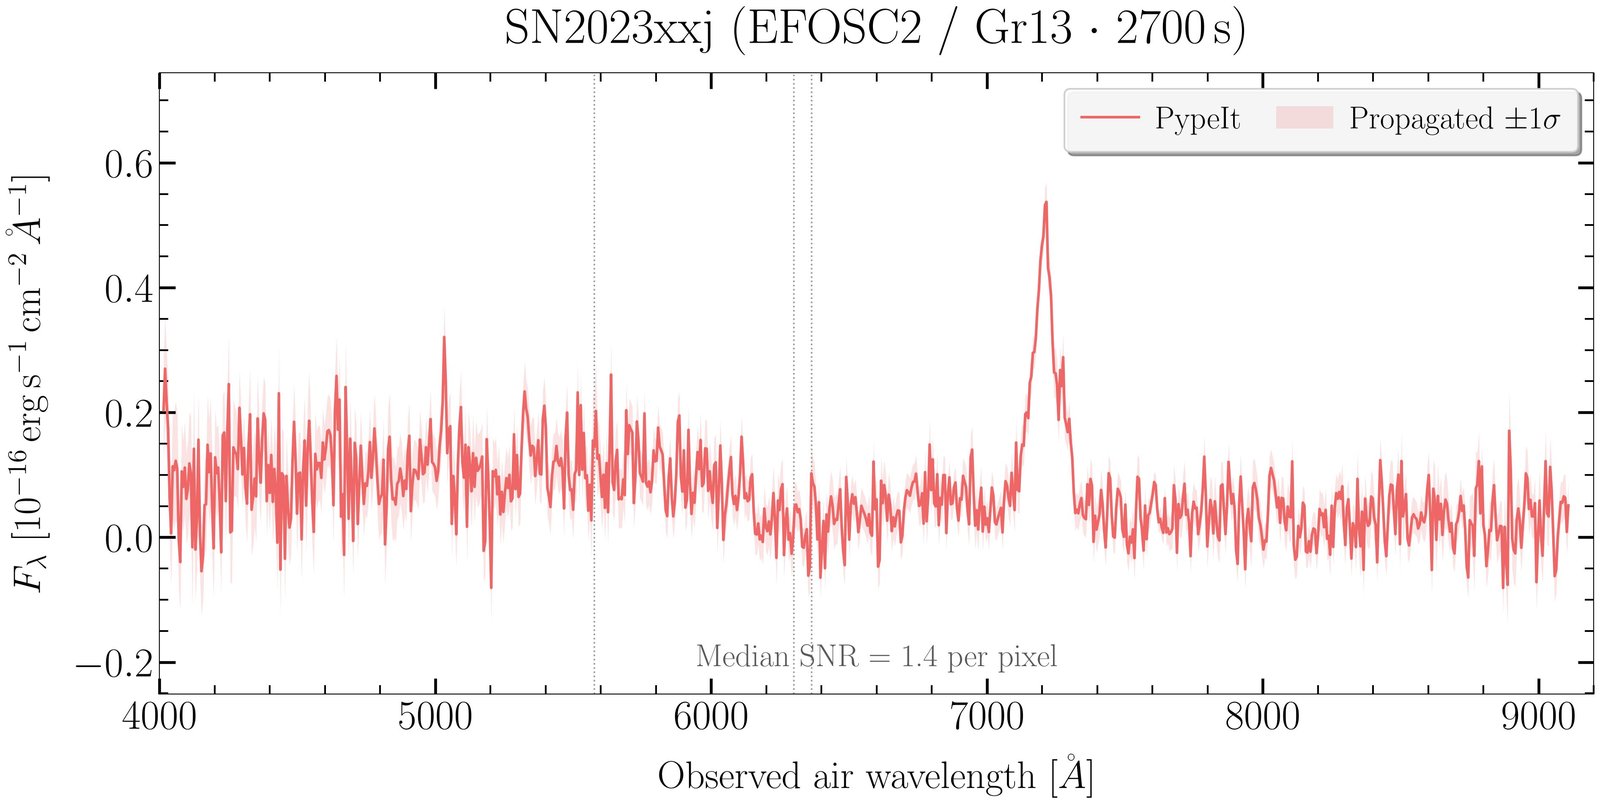 SN2023xxj (EFOSC2 / Gr13 · 2700 s)
PypeIt
Propagated ±1σ
F_λ [10⁻¹⁶ erg s⁻¹ cm⁻² Å⁻¹]
0.6
0.4
0.2
0.0
−0.2
Median SNR = 1.4 per pixel
4000 5000 6000 7000 8000 9000
Observed air wavelength [Å]